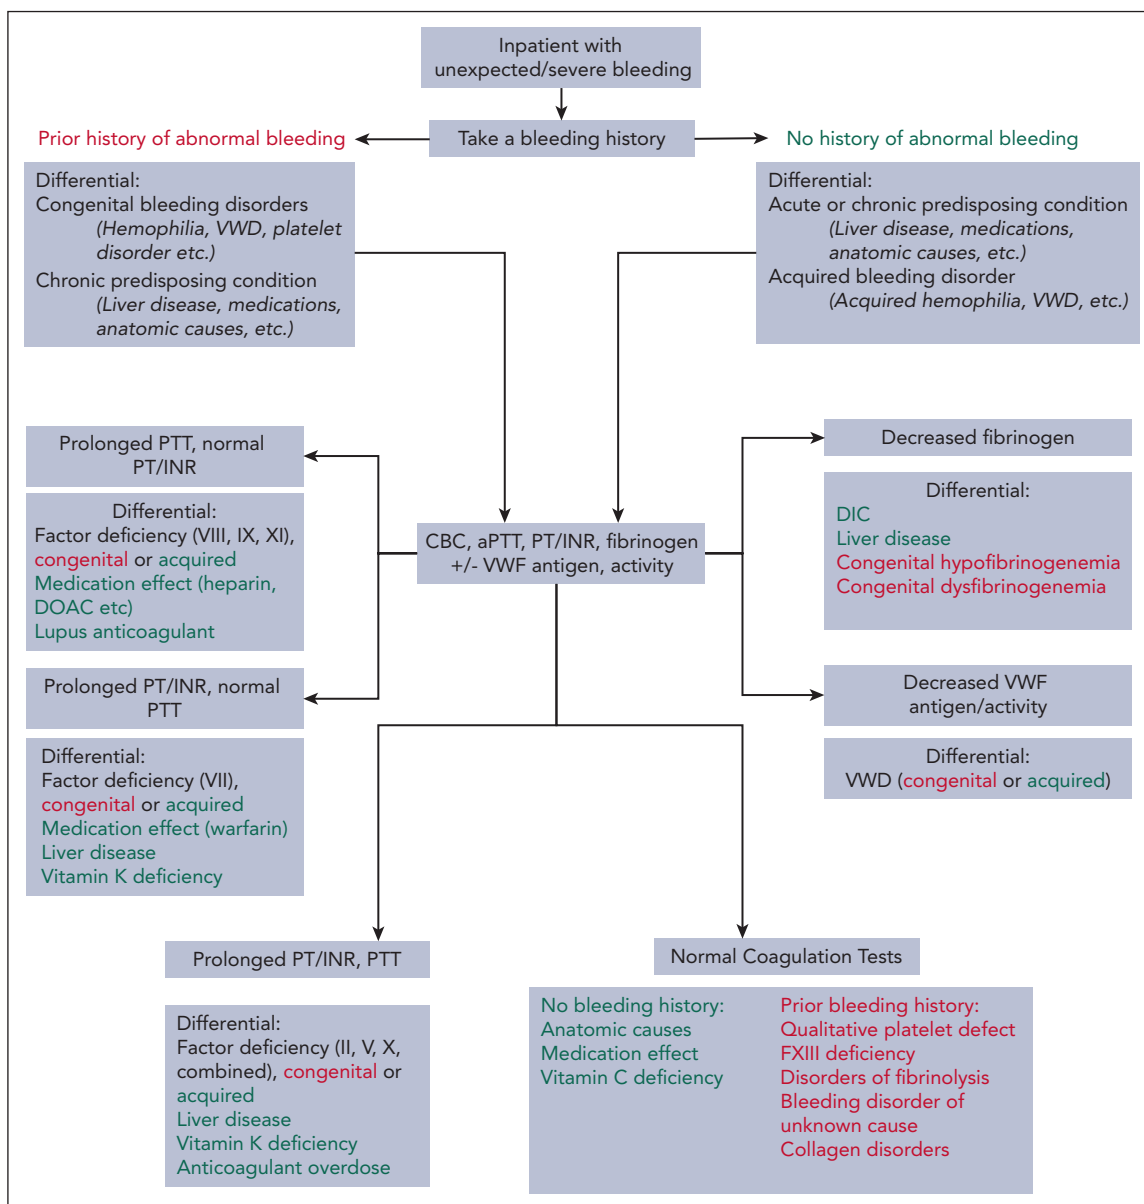 Inpatient with
unexpected/severe bleeding
Prior history of abnormal bleeding
Take a bleeding history
No history of abnormal bleeding
Differential:
Congenital bleeding disorders
(Hemophilia, VWD, platelet
disorder etc.)
Chronic predisposing condition
(Liver disease, medications,
anatomic causes, etc.)
Differential:
Acute or chronic predisposing condition
(Liver disease, medications,
anatomic causes, etc.)
Acquired bleeding disorder
(Acquired hemophilia, VWD, etc.)
Prolonged PTT, normal
PT/INR
Differential:
Factor deficiency (VIII, IX, XI),
congenital or acquired
Medication effect (heparin,
DOAC etc)
Lupus anticoagulant
CBC, aPTT, PT/INR, fibrinogen
+/- VWF antigen, activity
Decreased fibrinogen
Differential:
DIC
Liver disease
Congenital hypofibrinogenemia
Congenital dysfibrinogenemia
Prolonged PT/INR, normal
PTT
Differential:
Factor deficiency (VII),
congenital or acquired
Medication effect (warfarin)
Liver disease
Vitamin K deficiency
Decreased VWF
antigen/activity
Differential:
VWD (congenital or acquired)
Prolonged PT/INR, PTT
Differential:
Factor deficiency (II, V, X,
combined), congenital or
acquired
Liver disease
Vitamin K deficiency
Anticoagulant overdose
Normal Coagulation Tests
No bleeding history:
Anatomic causes
Medication effect
Vitamin C deficiency
Prior bleeding history:
Qualitative platelet defect
FXIII deficiency
Disorders of fibrinolysis
Bleeding disorder of
unknown cause
Collagen disorders